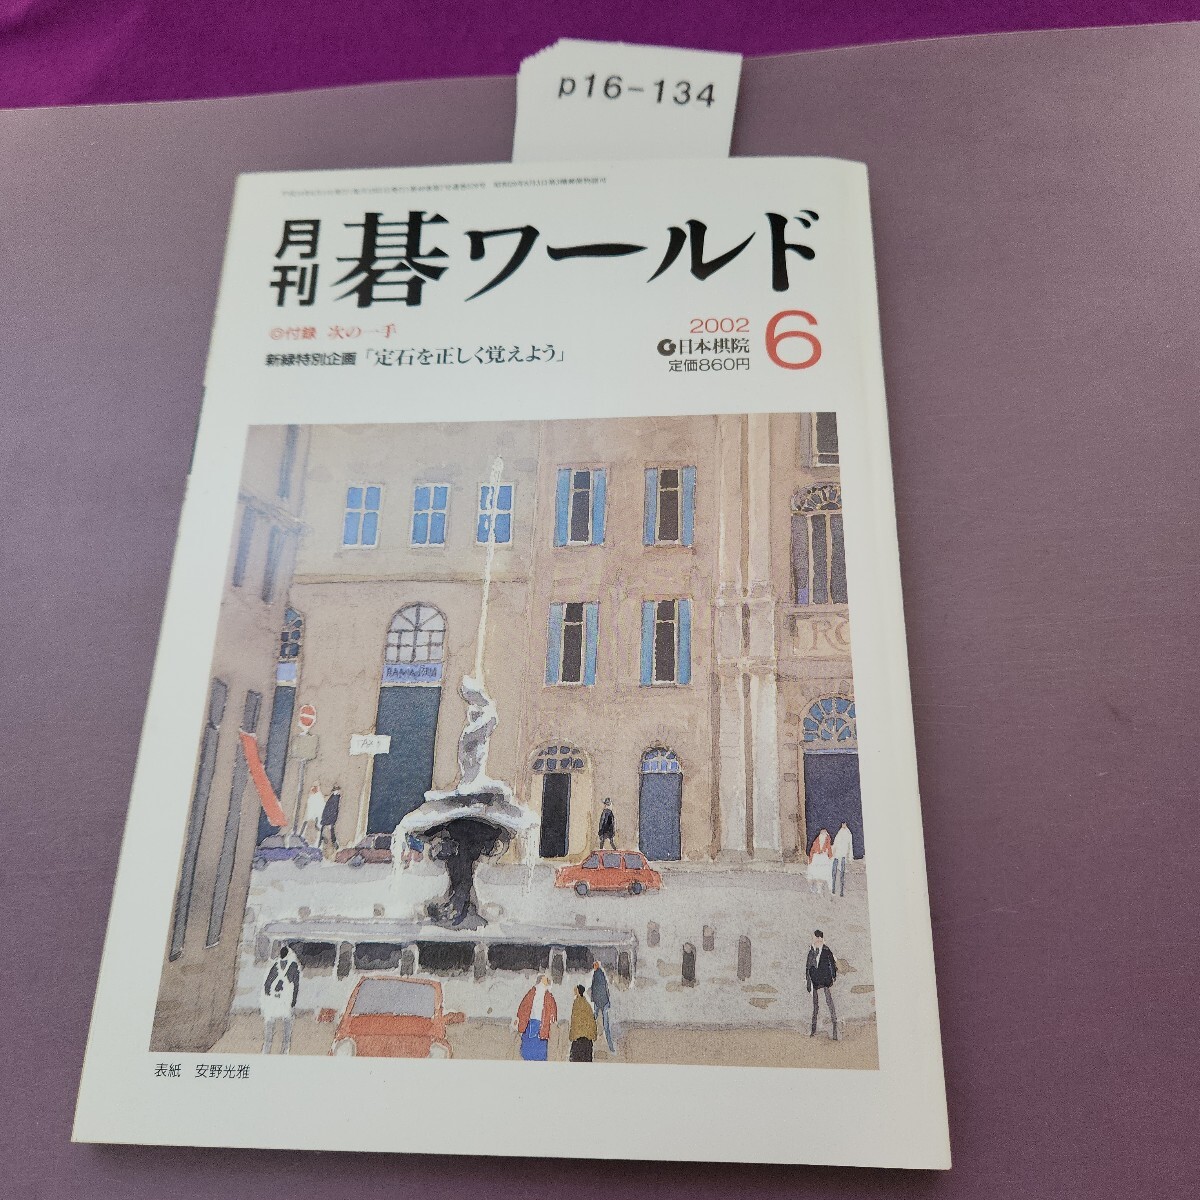 p16-134
月刊 碁ワールド
◎付録 次の一手
新緑特別企画「定石を正しく覚えよう」
2002 6
日本棋院
定価860円
表紙 安野光雅